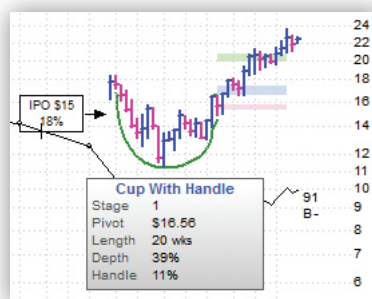 IPO $15
18%
Cup With Handle
Stage 1
Pivot $16.56
Length 20 wks
Depth 39%
Handle 11%
91
B-
24
22
20
18
16
14
12
11
10
9
8
7
6